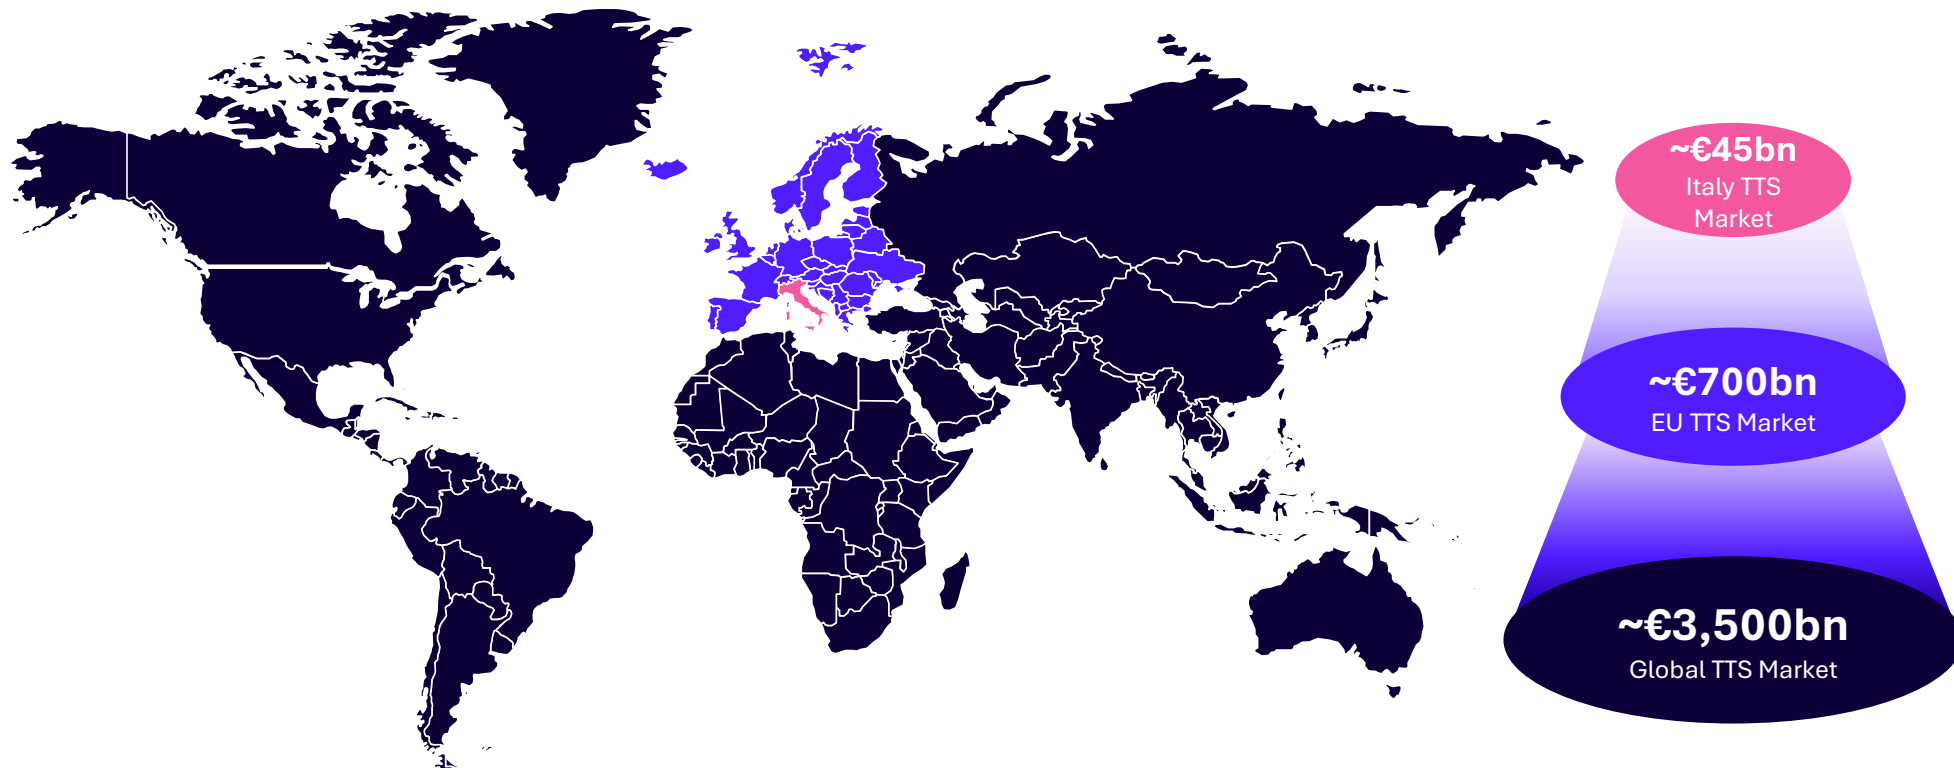 ~€45bn
Italy TTS
Market
~€700bn
EU TTS Market
~€3,500bn
Global TTS Market